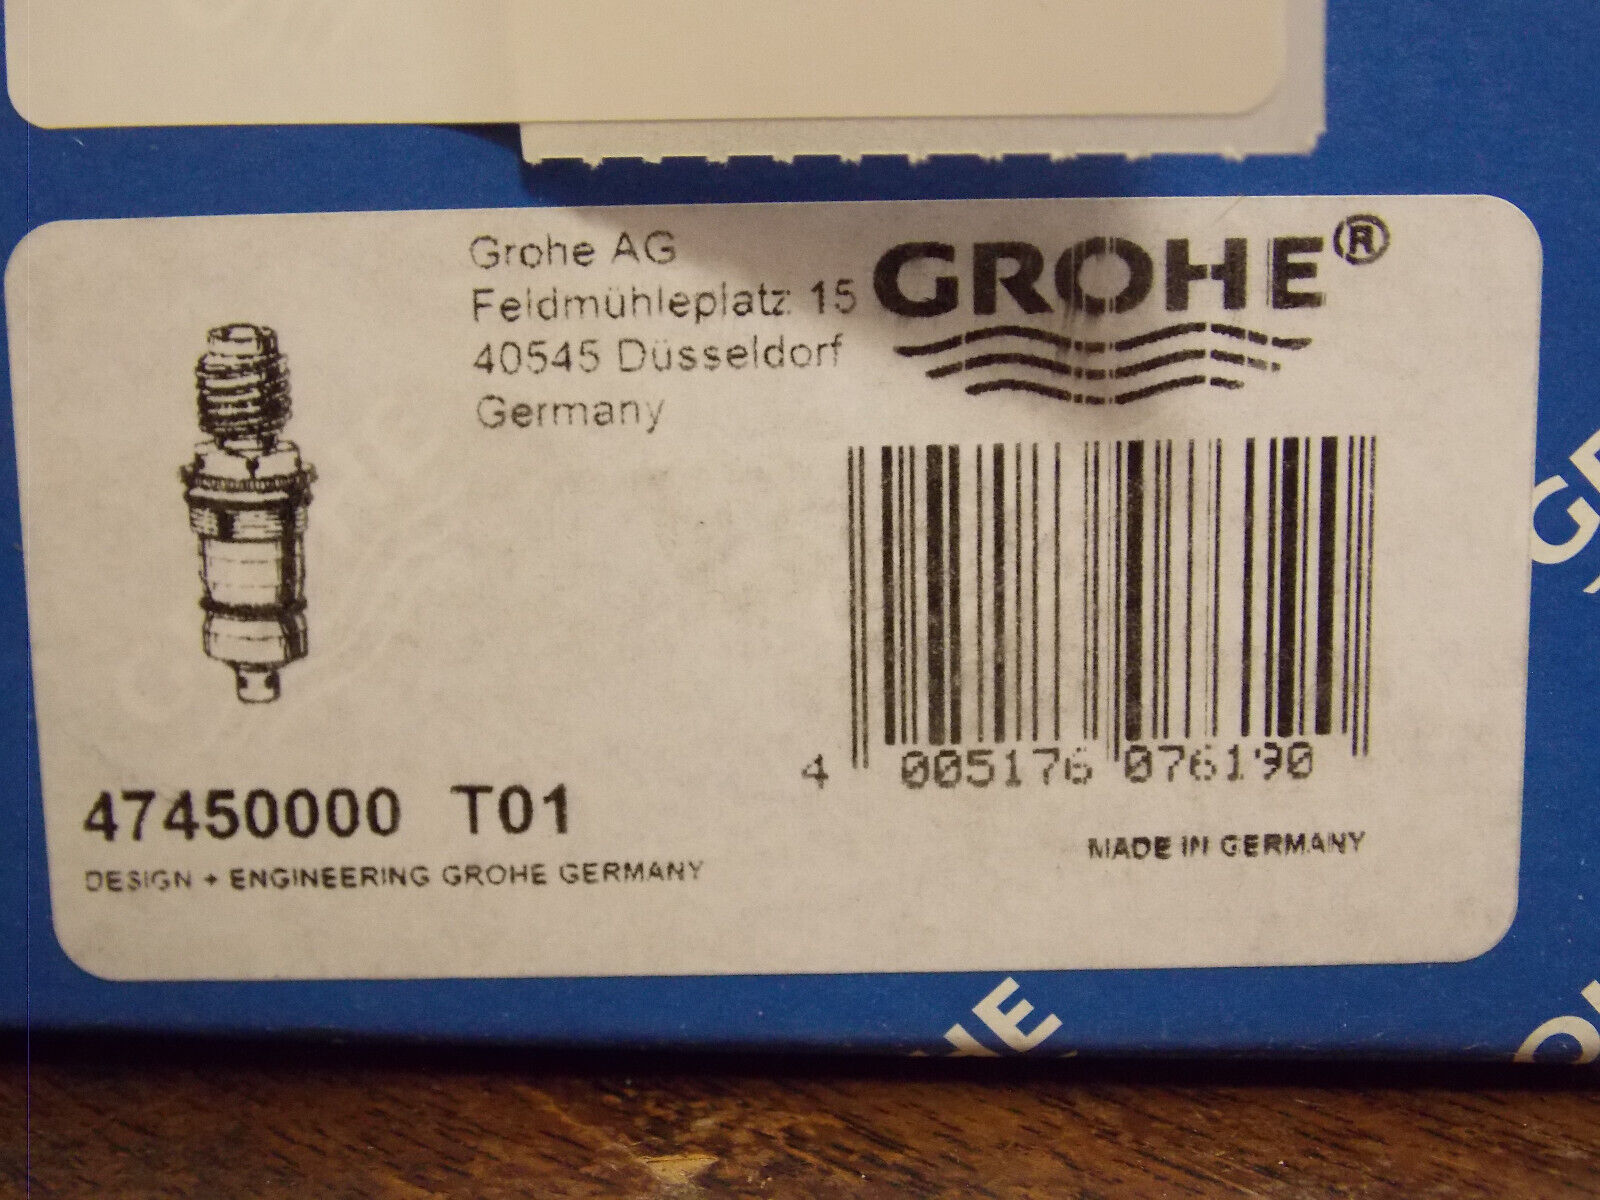 Grohe AG
Feldmühleplatz 15
40545 Düsseldorf
Germany
GROHE®
47450000 T01
DESIGN + ENGINEERING GROHE GERMANY
4 005176 076190
MADE IN GERMANY
HE